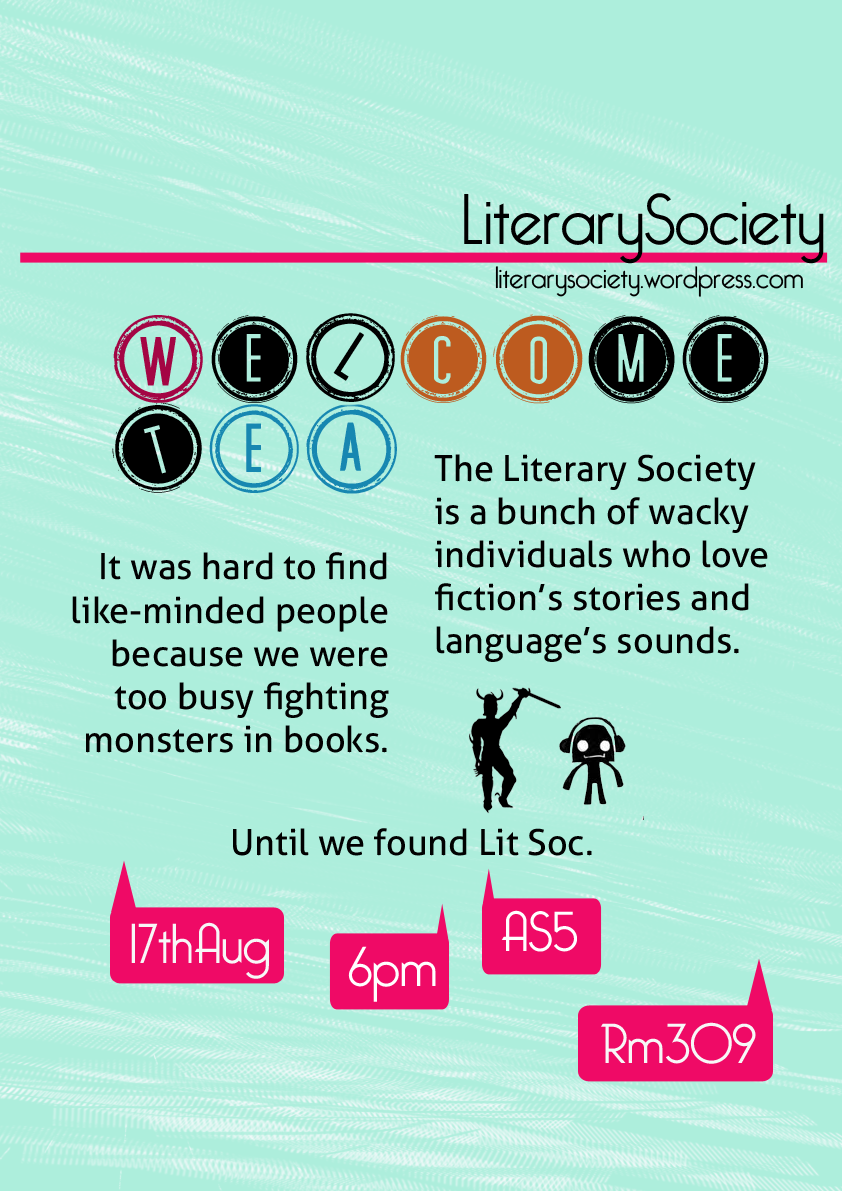 LiterarySociety
literarysociety.wordpress.com
WELCOME
TEA
The Literary Society
is a bunch of wacky
individuals who love
fiction's stories and
language's sounds.
It was hard to find
like-minded people
because we were
too busy fighting
monsters in books.
Until we found Lit Soc.
17thAug
6pm
AS5
Rm309